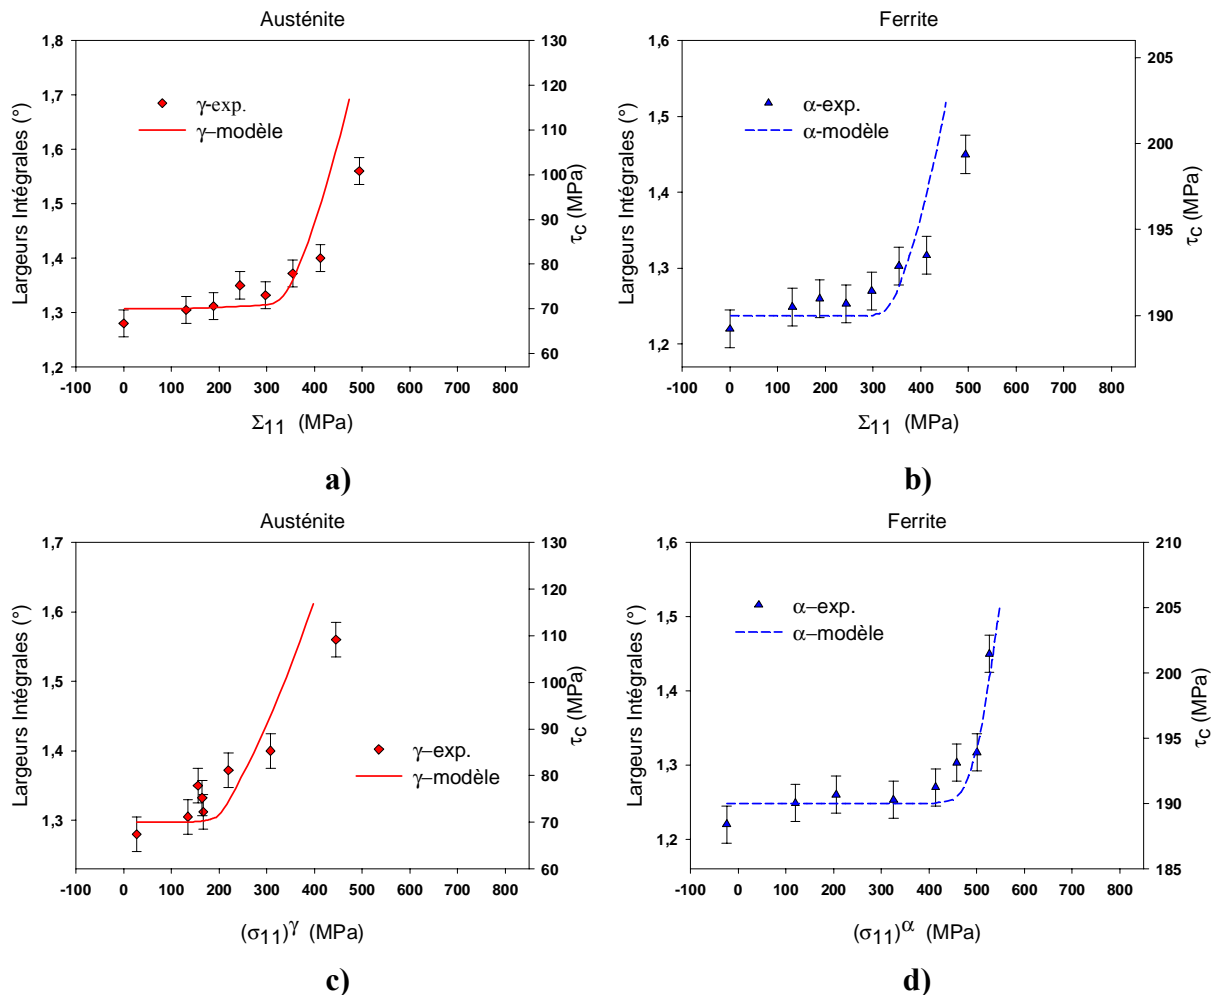 Austénite
1,8
1,7
1,6
1,5
1,4
1,3
1,2
Largeurs Intégrales (°)
γ-exp.
γ–modèle
130
120
110
100
90
80
70
60
τC (MPa)
-100 0 100 200 300 400 500 600 700 800
Σ11 (MPa)
a)
Ferrite
1,6
1,5
1,4
1,3
1,2
Largeurs Intégrales (°)
α-exp.
α-modèle
205
200
195
190
τC (MPa)
-100 0 100 200 300 400 500 600 700 800
Σ11 (MPa)
b)
Austénite
1,7
1,6
1,5
1,4
1,3
Largeurs Intégrales (°)
γ–exp.
γ–modèle
130
120
110
100
90
80
70
60
τC (MPa)
-100 0 100 200 300 400 500 600 700 800
(σ11)γ (MPa)
c)
Ferrite
1,6
1,5
1,4
1,3
1,2
Largeurs Intégrales (°)
α–exp.
α–modèle
210
205
200
195
190
185
τC (MPa)
-100 0 100 200 300 400 500 600 700 800
(σ11)α (MPa)
d)